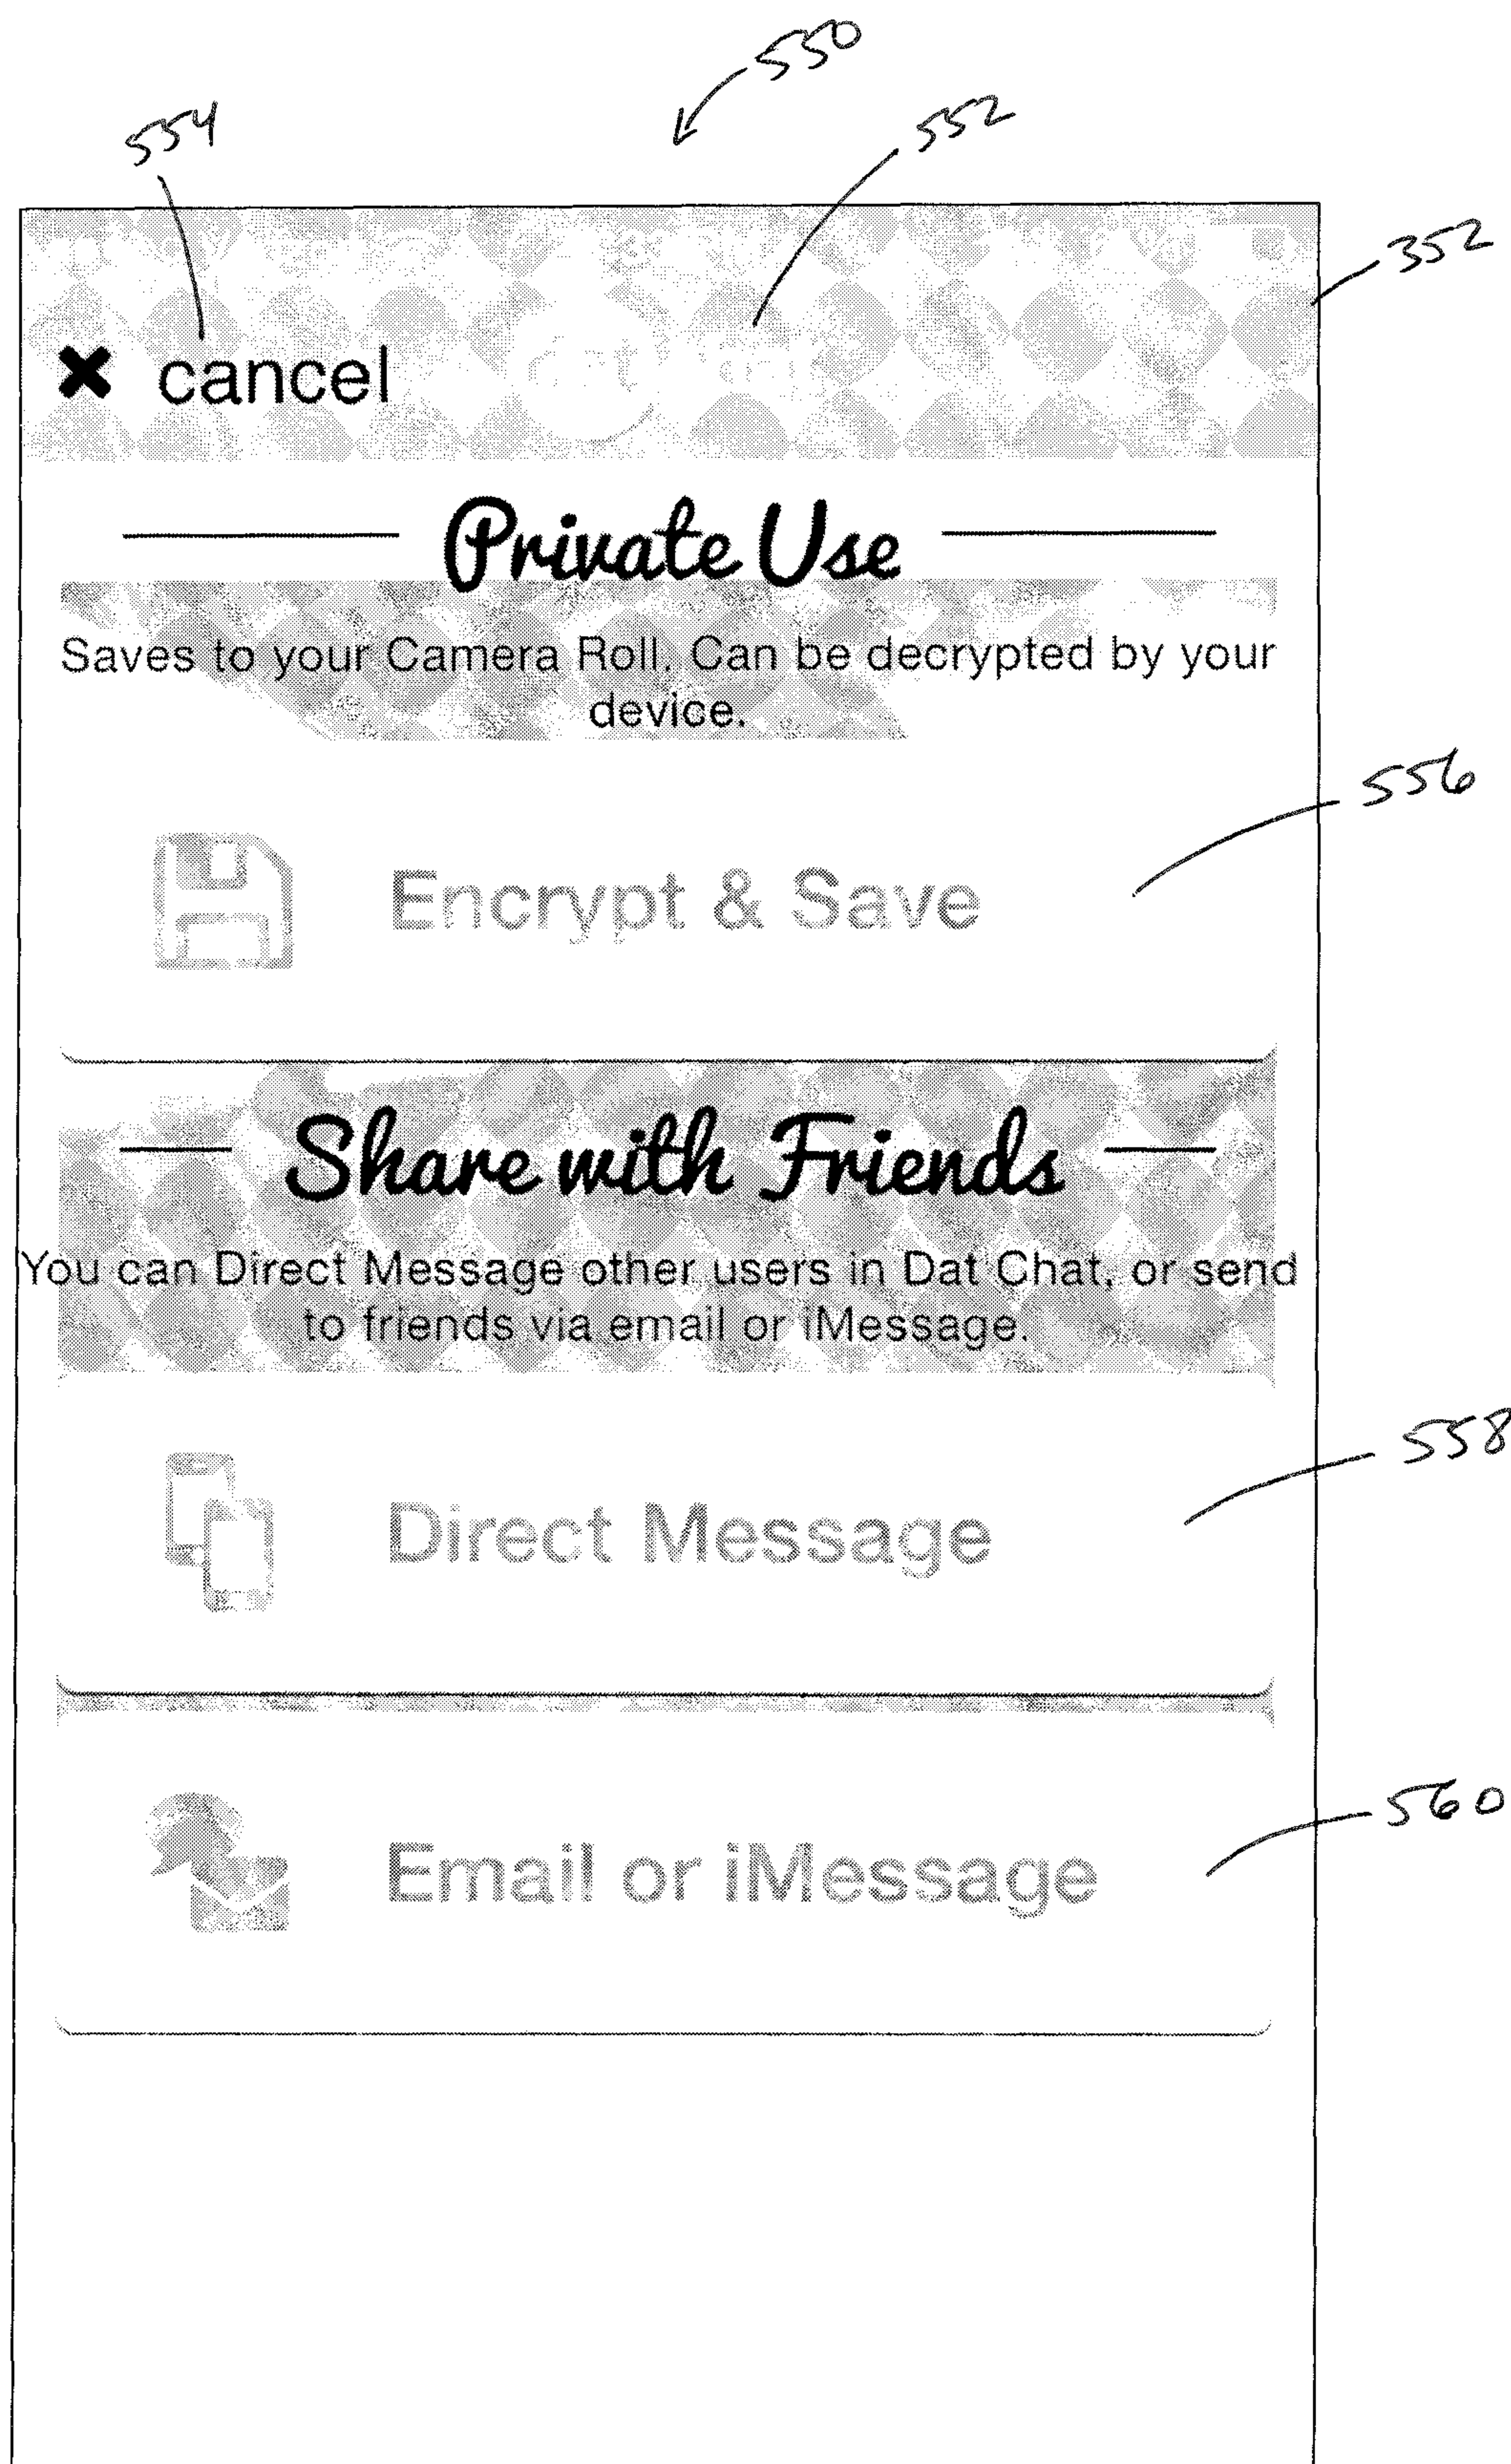 550
554
552
352
cancel
Private Use
Saves to your Camera Roll. Can be decrypted by your
device.
556
Encrypt & Save
Share with Friends
You can Direct Message other users in Dat Chat, or send
to friends via email or iMessage.
558
Direct Message
560
Email or iMessage